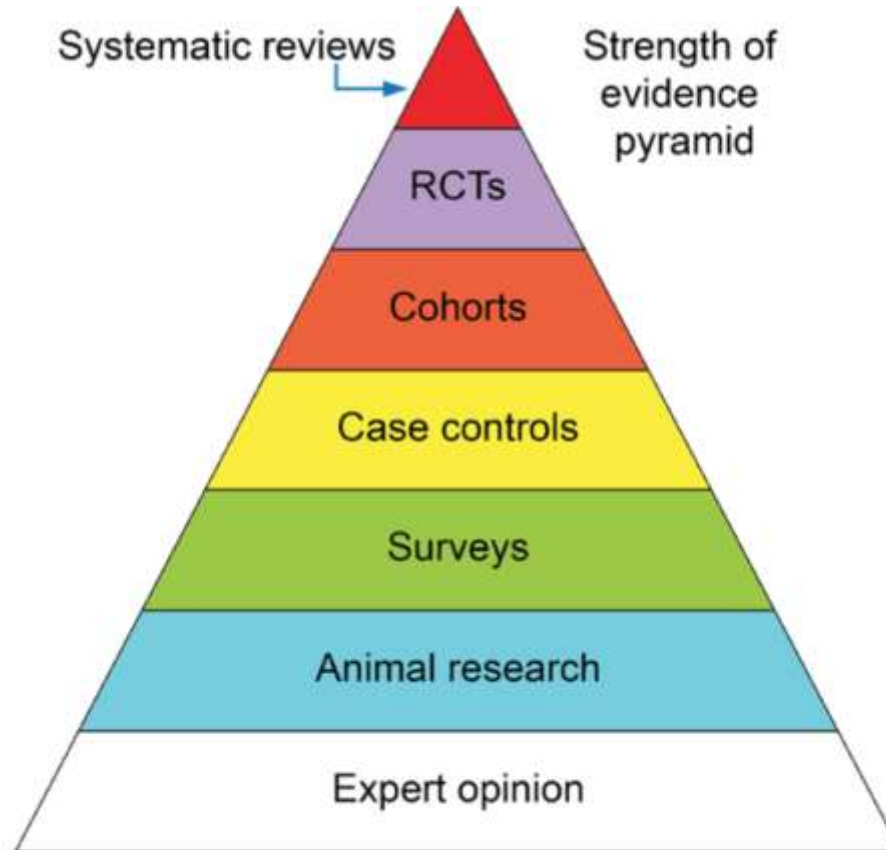 Systematic reviews
Strength of
evidence
pyramid
RCTs
Cohorts
Case controls
Surveys
Animal research
Expert opinion